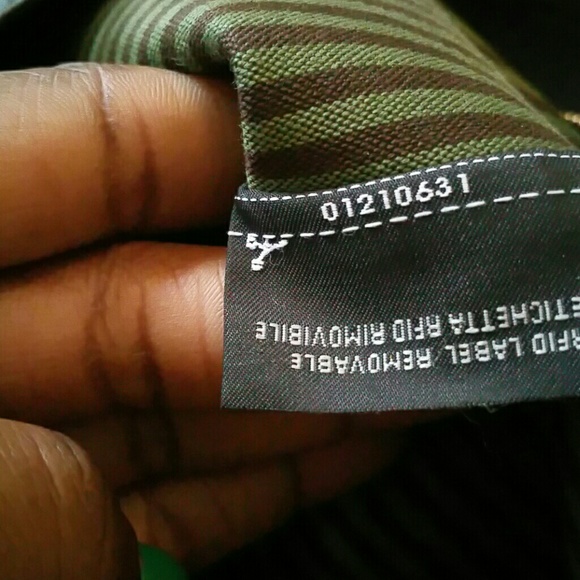 01210631
RFID LABEL REMOVABLE
ETICHETTA RFID RIMOVIBILE